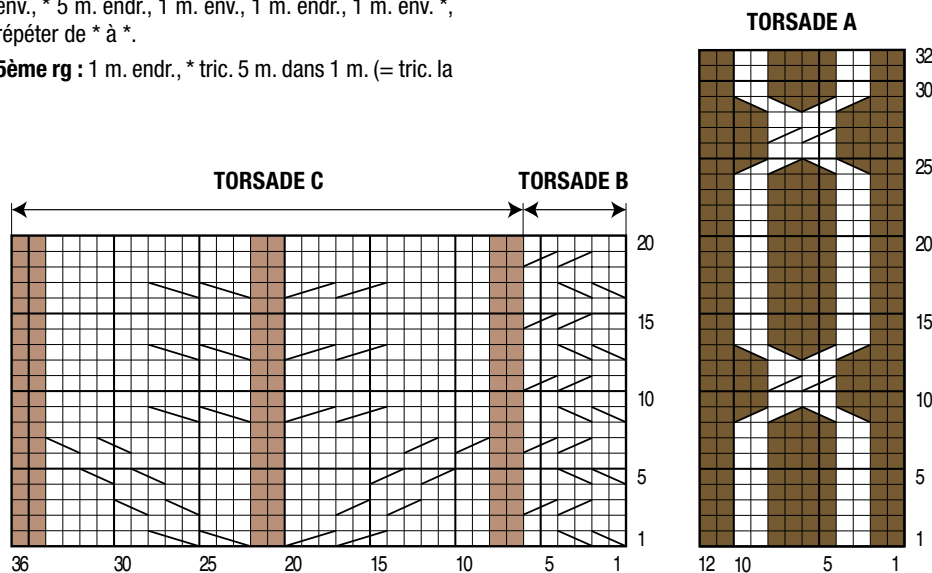 env., * 5 m. endr., 1 m. env., 1 m. endr., 1 m. env. *,
répéter de * à *.
5ème rg : 1 m. endr., * tric. 5 m. dans 1 m. (= tric. la
TORSADE C
TORSADE B
20
15
10
5
1
36 30 25 20 15 10 5 1
TORSADE A
32
30
25
20
15
10
5
1
12 10 5 1